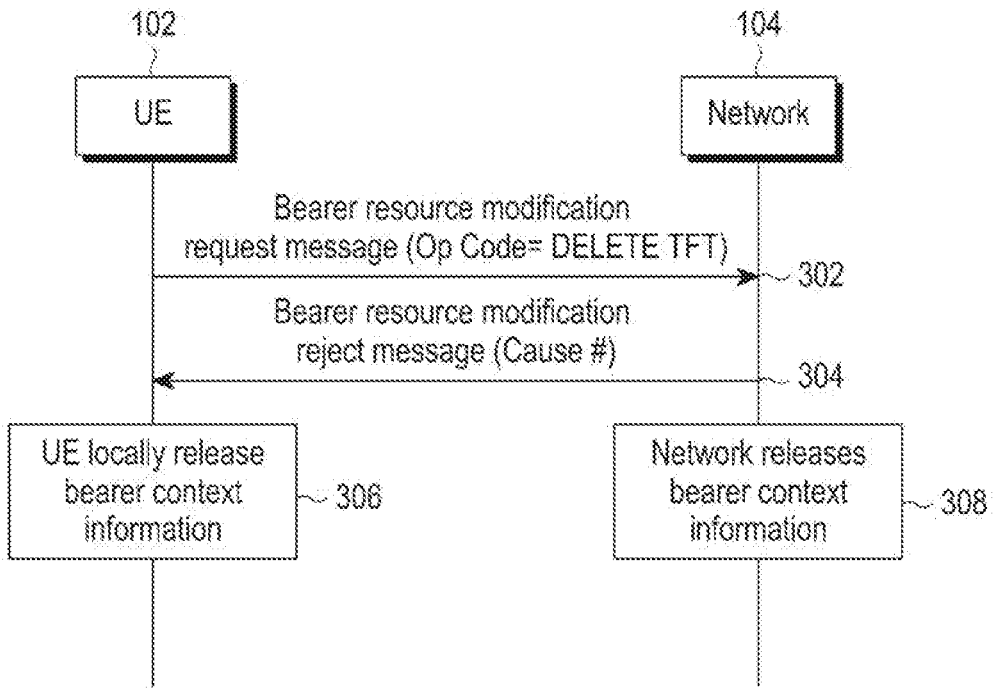 102
104
UE
Network
Bearer resource modification
request message (Op Code= DELETE TFT)
302
Bearer resource modification
reject message (Cause #)
304
UE locally release
bearer context
information
306
Network releases
bearer context
information
308